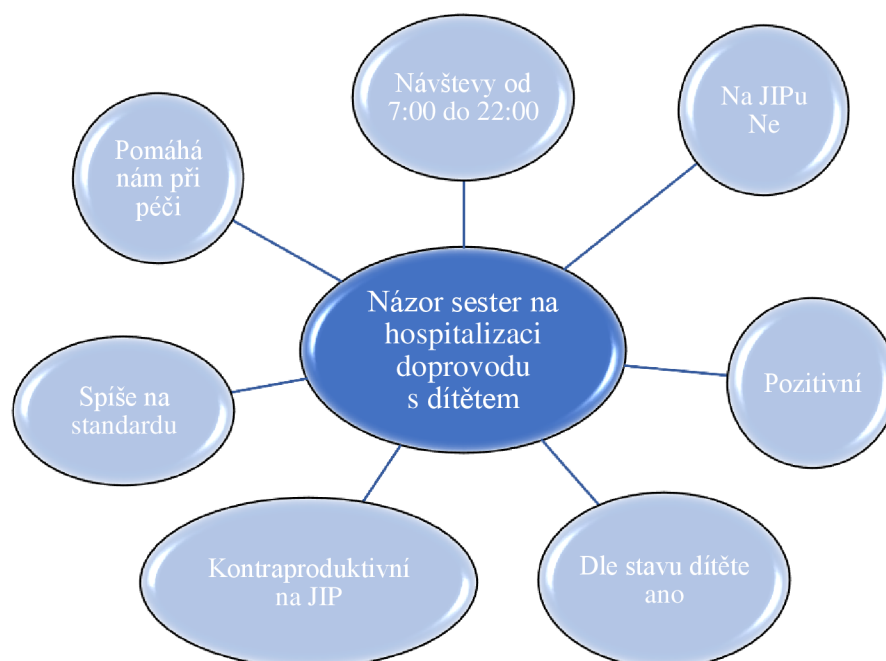 Návštevy od
7:00 do 22:00
Na JIPu
Ne
Pomáhá
nám při
péči
Názor sester na
hospitalizaci
doprovodu
s dítětem
Pozitivní
Spíše na
standardu
Kontraproduktivní
na JIP
Dle stavu dítěte
ano